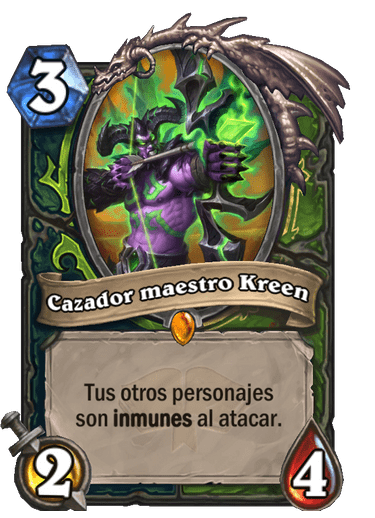 3
Cazador maestro Kreen
Tus otros personajes
son inmunes al atacar.
2
4